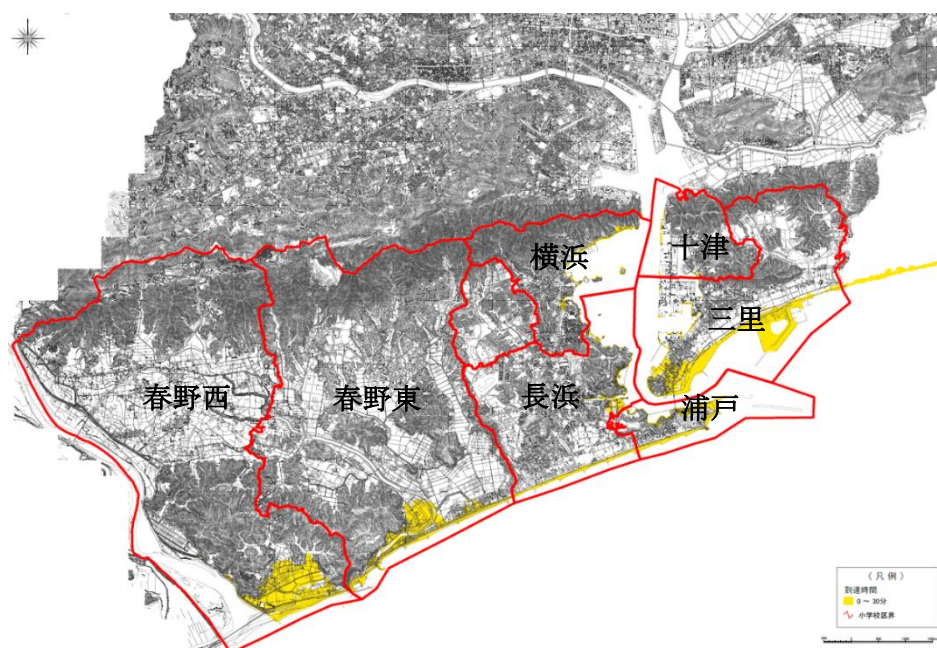 横浜
十津
三里
春野西
春野東
長浜
浦戸
〈 凡 例 〉
到達時間
0 ～ 30分
小学校区界